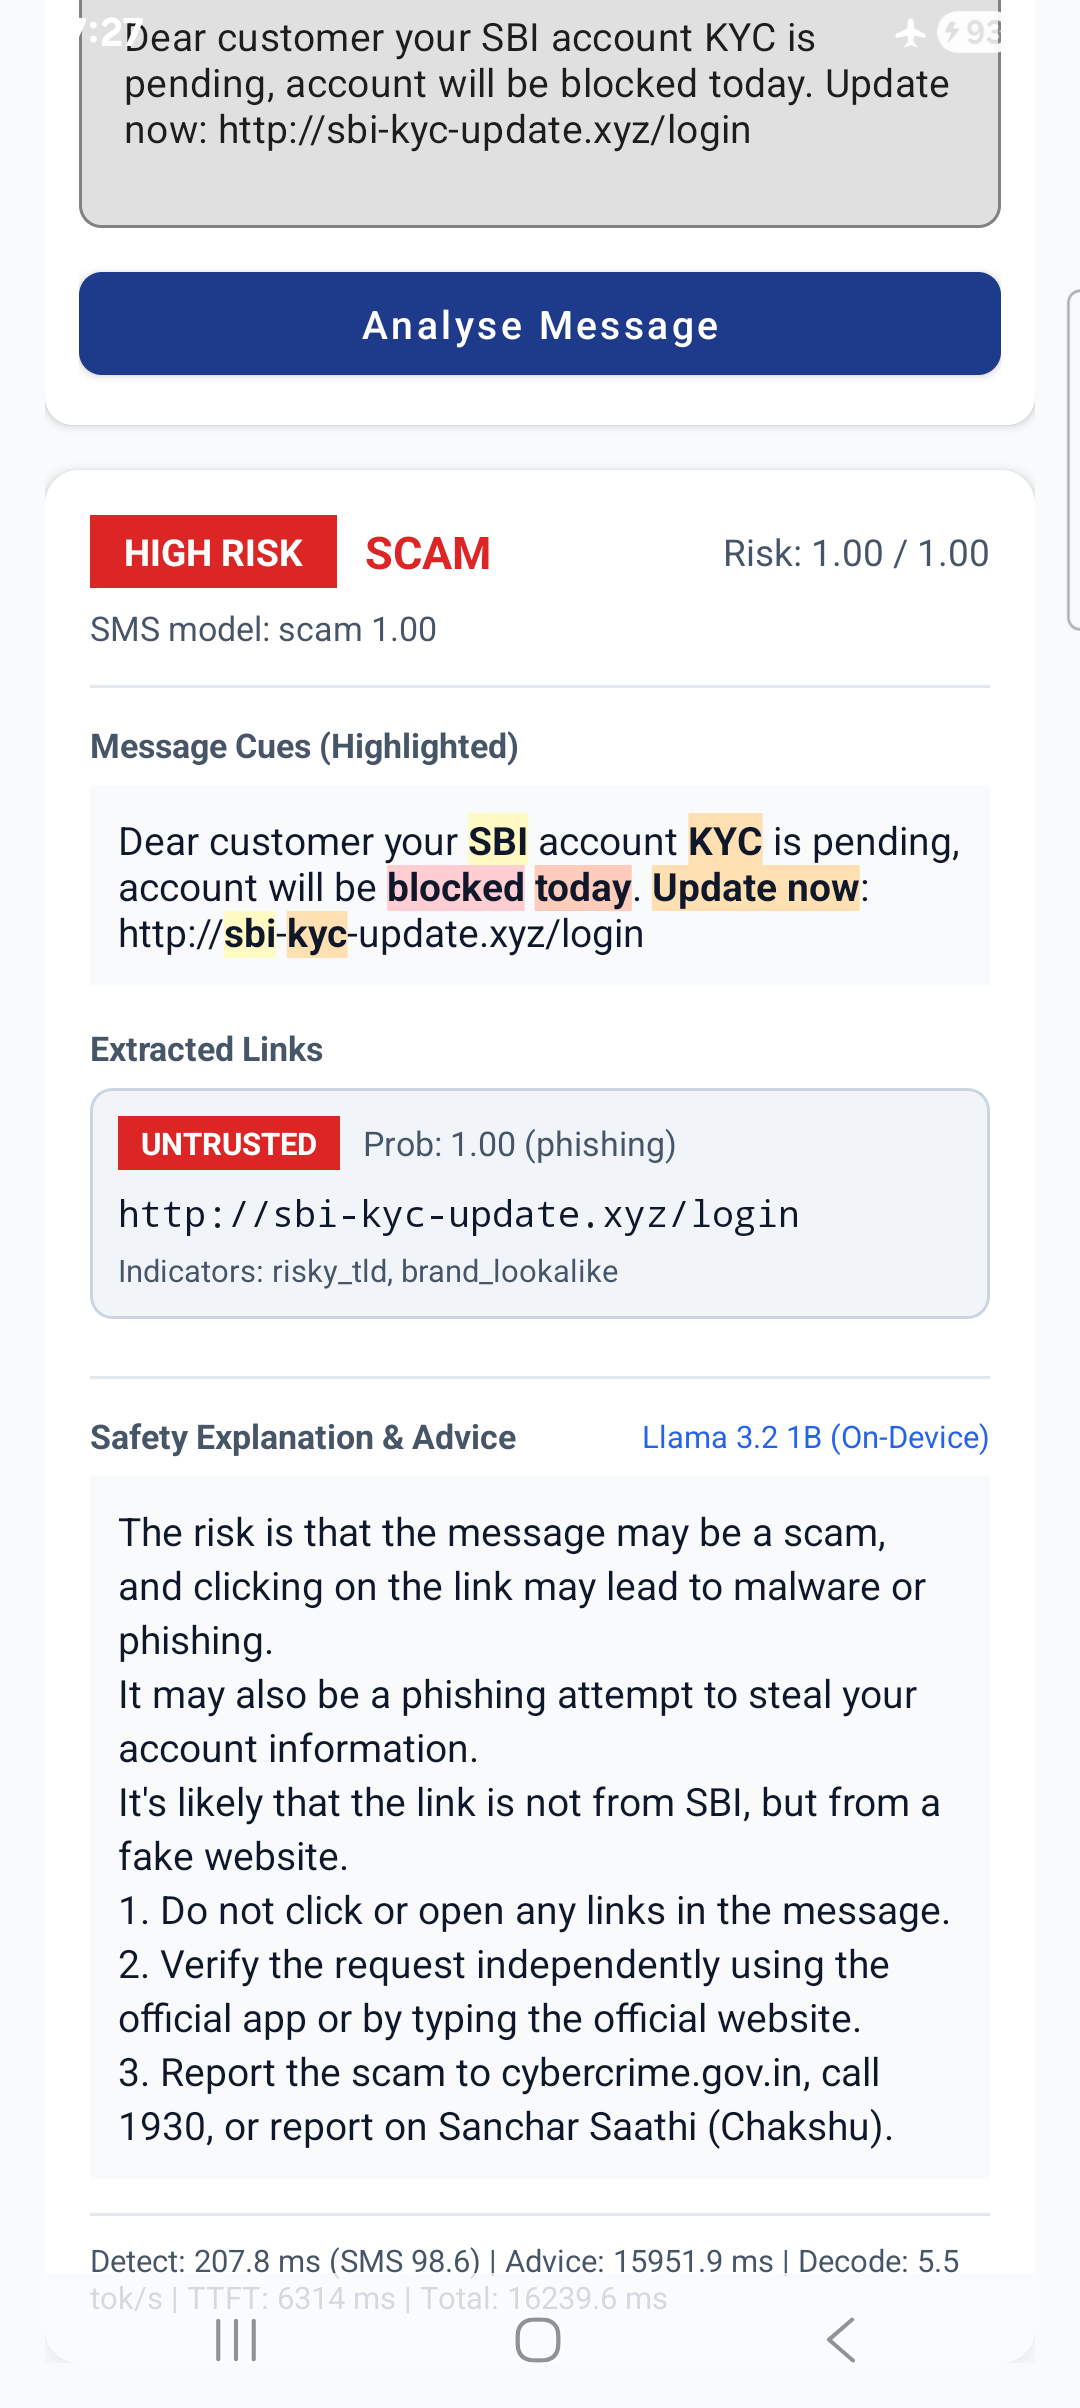 7:27
93
Dear customer your SBI account KYC is
pending, account will be blocked today. Update
now: http://sbi-kyc-update.xyz/login
Analyse Message
HIGH RISK SCAM Risk: 1.00 / 1.00
SMS model: scam 1.00
Message Cues (Highlighted)
Dear customer your SBI account KYC is pending,
account will be blocked today. Update now:
http://sbi-kyc-update.xyz/login
Extracted Links
UNTRUSTED Prob: 1.00 (phishing)
http://sbi-kyc-update.xyz/login
Indicators: risky_tld, brand_lookalike
Safety Explanation & Advice Llama 3.2 1B (On-Device)
The risk is that the message may be a scam,
and clicking on the link may lead to malware or
phishing.
It may also be a phishing attempt to steal your
account information.
It's likely that the link is not from SBI, but from a
fake website.
1. Do not click or open any links in the message.
2. Verify the request independently using the
official app or by typing the official website.
3. Report the scam to cybercrime.gov.in, call
1930, or report on Sanchar Saathi (Chakshu).
Detect: 207.8 ms (SMS 98.6) | Advice: 15951.9 ms | Decode: 5.5
tok/s | TTFT: 6314 ms | Total: 16239.6 ms